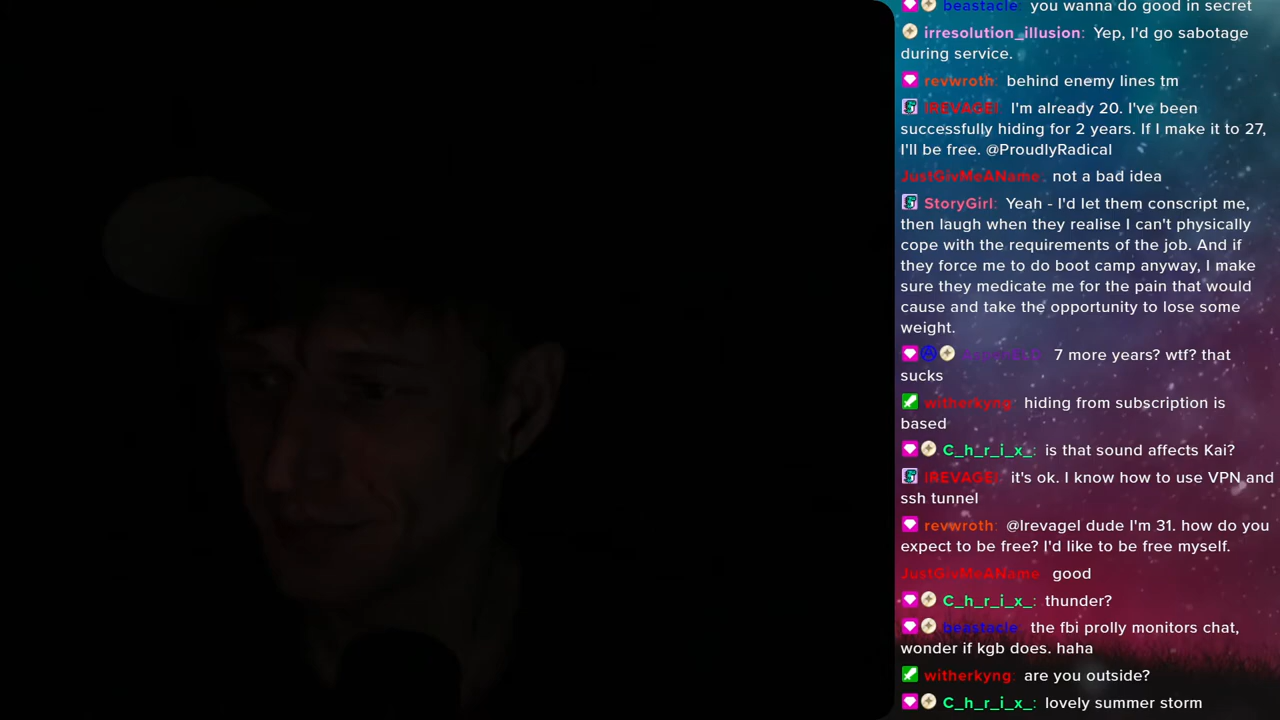 beastacle: you wanna do good in secret
irresolution_illusion: Yep, I'd go sabotage
during service.
revwroth: behind enemy lines tm
IREVAGEI: I'm already 20. I've been
successfully hiding for 2 years. If I make it to 27,
I'll be free. @ProudlyRadical
JustGivMeAName: not a bad idea
StoryGirl: Yeah - I'd let them conscript me,
then laugh when they realise I can't physically
cope with the requirements of the job. And if
they force me to do boot camp anyway, I make
sure they medicate me for the pain that would
cause and take the opportunity to lose some
weight.
7 more years? wtf? that
sucks
witherkyng: hiding from subscription is
based
C_h_r_i_x_: is that sound affects Kai?
IREVAGEI: it's ok. I know how to use VPN and
ssh tunnel
revwroth: @IrevageI dude I'm 31. how do you
expect to be free? I'd like to be free myself.
JustGivMeAName: good
C_h_r_i_x_: thunder?
beastacle: the fbi prolly monitors chat,
wonder if kgb does. haha
witherkyng: are you outside?
C_h_r_i_x_: lovely summer storm